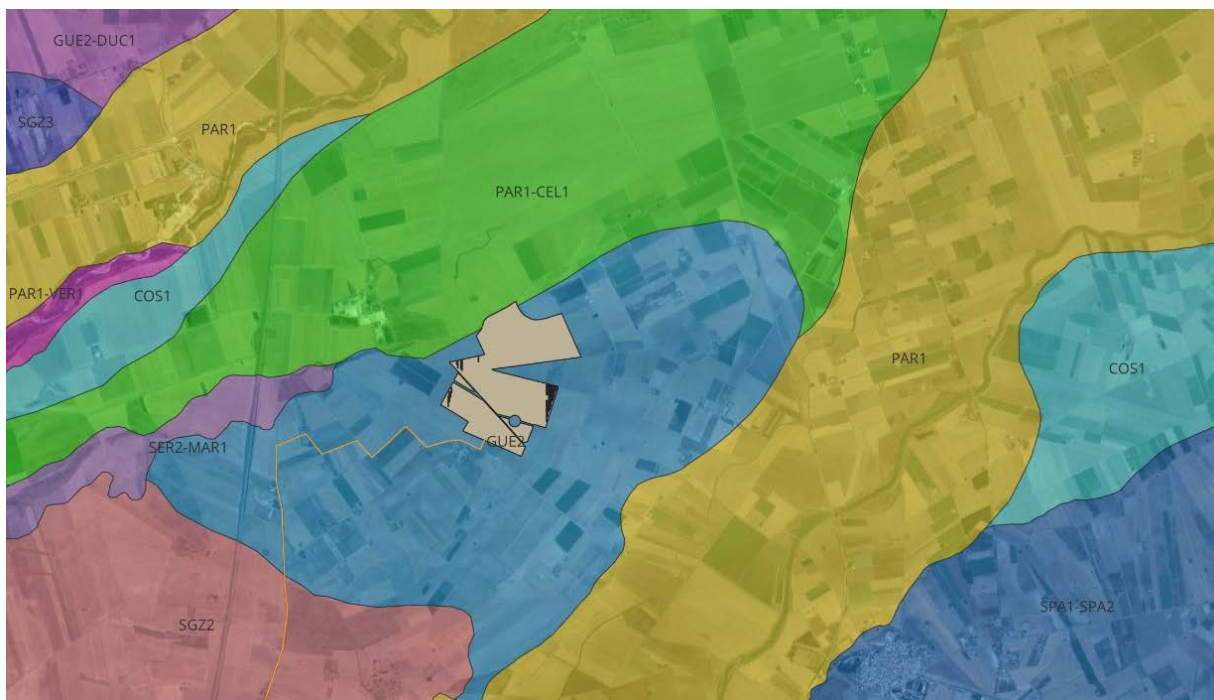 GUE2-DUC1
SGZ3
PAR1
PAR1-CEL1
PAR1-VER1
COS1
PAR1
COS1
GUE2
SER2-MAR1
SPA1-SPA2
SGZ2